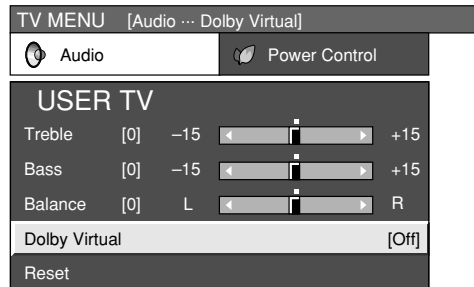 TV MENU [Audio ··· Dolby Virtual]
Audio Power Control
USER TV
Treble [0] –15 +15
Bass [0] –15 +15
Balance [0] L R
Dolby Virtual [Off]
Reset